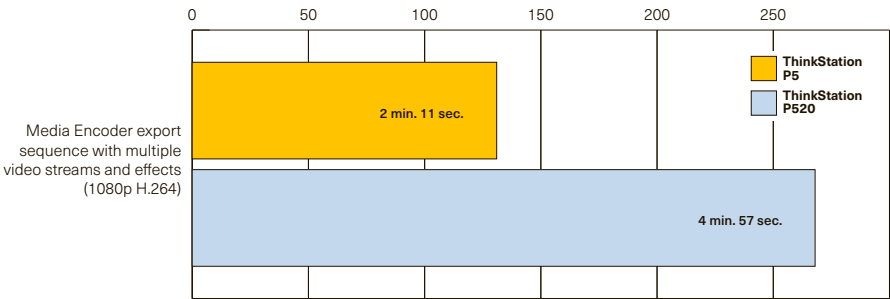 0 50 100 150 200 250
ThinkStation
P5
ThinkStation
P520
2 min. 11 sec.
Media Encoder export
sequence with multiple
video streams and effects
(1080p H.264)
4 min. 57 sec.